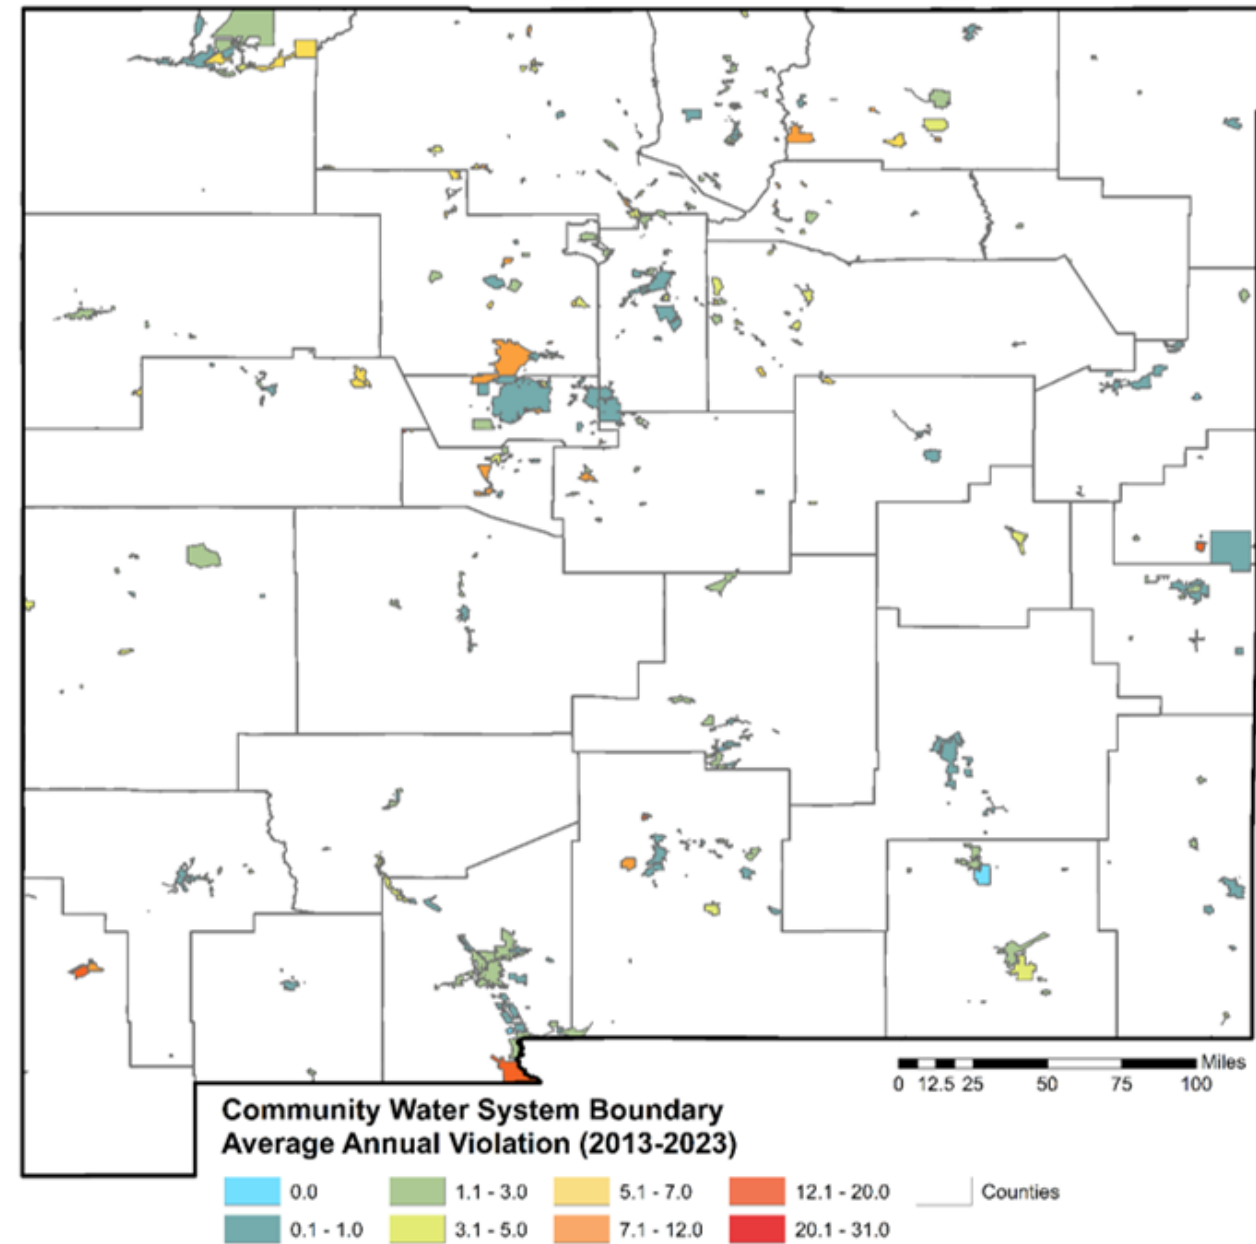 Miles
0 12.5 25 50 75 100
Community Water System Boundary
Average Annual Violation (2013-2023)
0.0 1.1 - 3.0 5.1 - 7.0 12.1 - 20.0 Counties
0.1 - 1.0 3.1 - 5.0 7.1 - 12.0 20.1 - 31.0